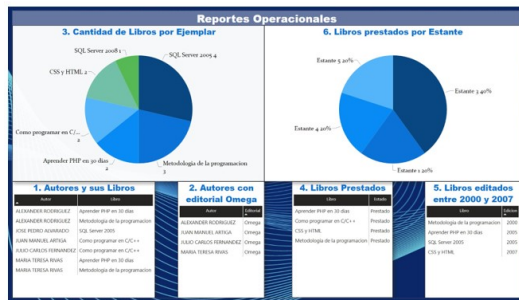 Reportes Operacionales
3. Cantidad de Libros por Ejemplar
SQL Server 2008 1
SQL Server 2005 4
CSS y HTML 2
Como programar en C/...
2
Aprender PHP en 30 dias
2
Metodologia de la programacion
3
6. Libros prestados por Estante
Estante 5 20%
Estante 3 40%
Estante 4 20%
Estante 1 20%
1. Autores y sus Libros
Autor Libro
ALEXANDER RODRIGUEZ Aprender PHP en 30 dias
ALEXANDER RODRIGUEZ Metodologia de la programacion
JOSE PEDRO ALVARADO SQL Server 2005
JUAN MANUEL ARTIGA Como programar en C/C++
JULIO CARLOS FERNANDEZ Como programar en C/C++
MARIA TERESA RIVAS Aprender PHP en 30 dias
MARIA TERESA RIVAS Metodologia de la programacion
2. Autores con
editorial Omega
Autor Editorial
ALEXANDER RODRIGUEZ Omega
JUAN MANUEL ARTIGA Omega
JULIO CARLOS FERNANDEZ Omega
MARIA TERESA RIVAS Omega
4. Libros Prestados
Libro Estado
Aprender PHP en 30 dias Prestado
Como programar en C/C++ Prestado
CSS y HTML Prestado
Metodologia de la programacion Prestado
5. Libros editados
entre 2000 y 2007
Libro Edicion
Metodologia de la programacion 2000
Aprender PHP en 30 dias 2005
SQL Server 2005 2005
CSS y HTML 2007